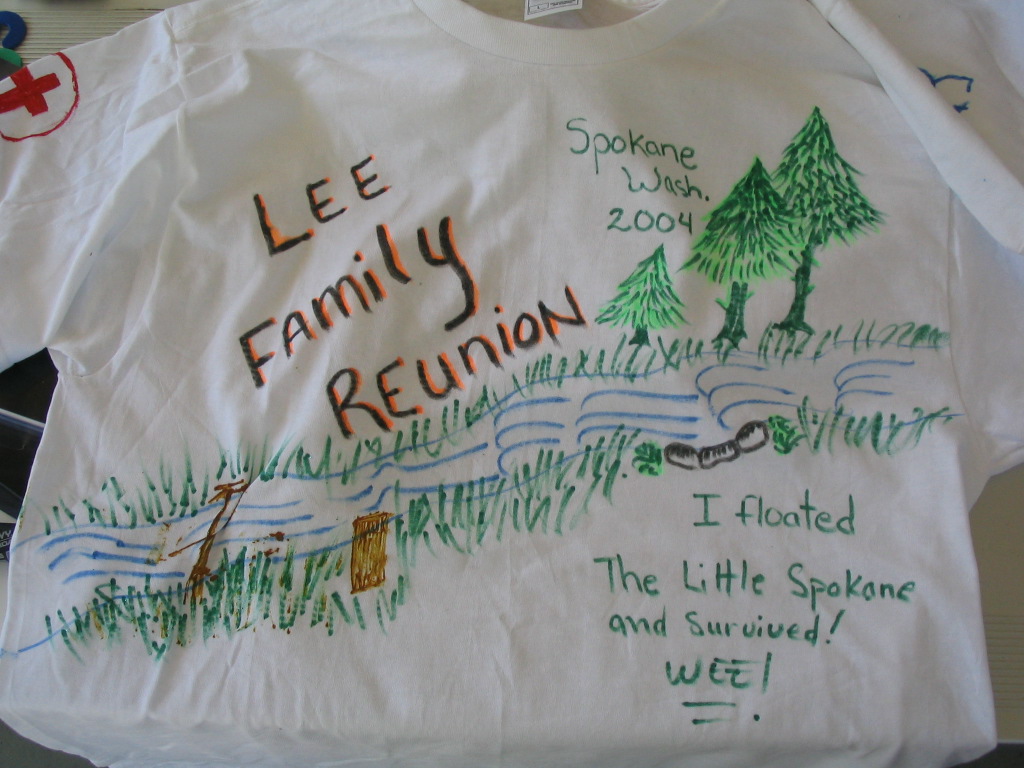 LEE
FAmily
REUNION
Spokane
Wash.
2004
I floated
The Little Spokane
and Survived!
WEE!